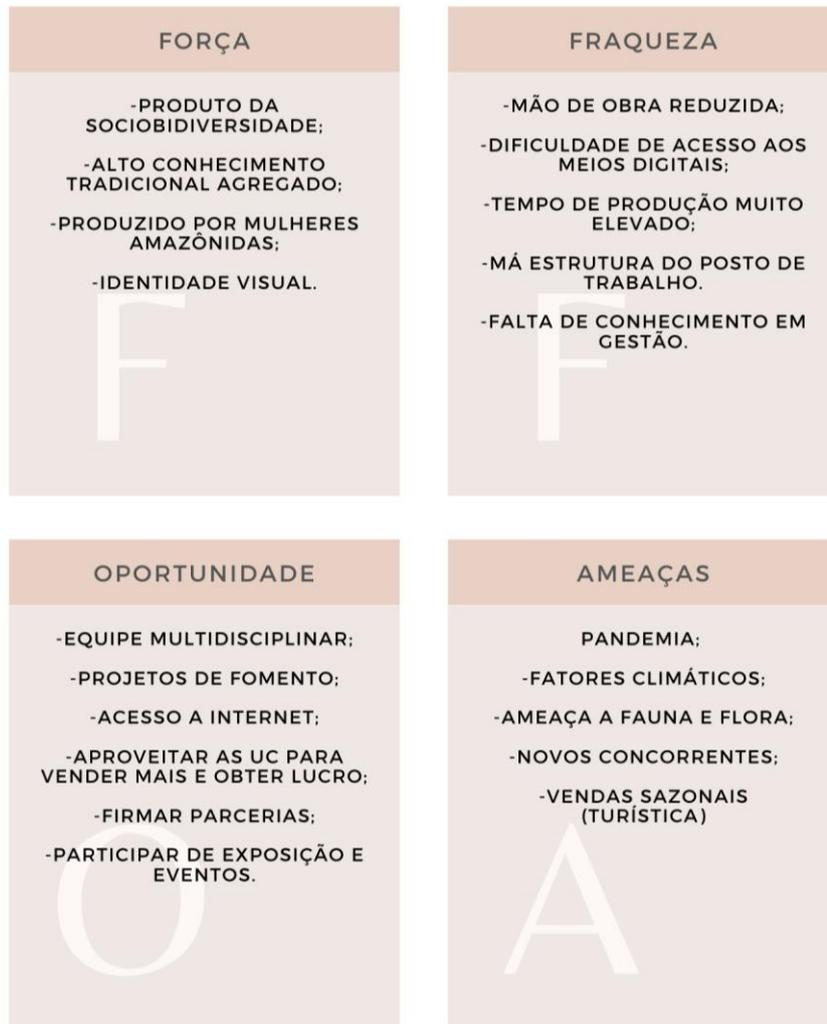 FORÇA
-PRODUTO DA
SOCIOBIDIVERSIDADE;
-ALTO CONHECIMENTO
TRADICIONAL AGREGADO;
-PRODUZIDO POR MULHERES
AMAZÔNIDAS;
-IDENTIDADE VISUAL.
F
FRAQUEZA
-MÃO DE OBRA REDUZIDA;
-DIFICULDADE DE ACESSO AOS
MEIOS DIGITAIS;
-TEMPO DE PRODUÇÃO MUITO
ELEVADO;
-MÁ ESTRUTURA DO POSTO DE
TRABALHO.
-FALTA DE CONHECIMENTO EM
GESTÃO.
F
OPORTUNIDADE
-EQUIPE MULTIDISCIPLINAR;
-PROJETOS DE FOMENTO;
-ACESSO A INTERNET;
-APROVEITAR AS UC PARA
VENDER MAIS E OBTER LUCRO;
-FIRMAR PARCERIAS;
-PARTICIPAR DE EXPOSIÇÃO E
EVENTOS.
O
AMEAÇAS
PANDEMIA;
-FATORES CLIMÁTICOS;
-AMEAÇA A FAUNA E FLORA;
-NOVOS CONCORRENTES;
-VENDAS SAZONAIS
(TURÍSTICA)
A